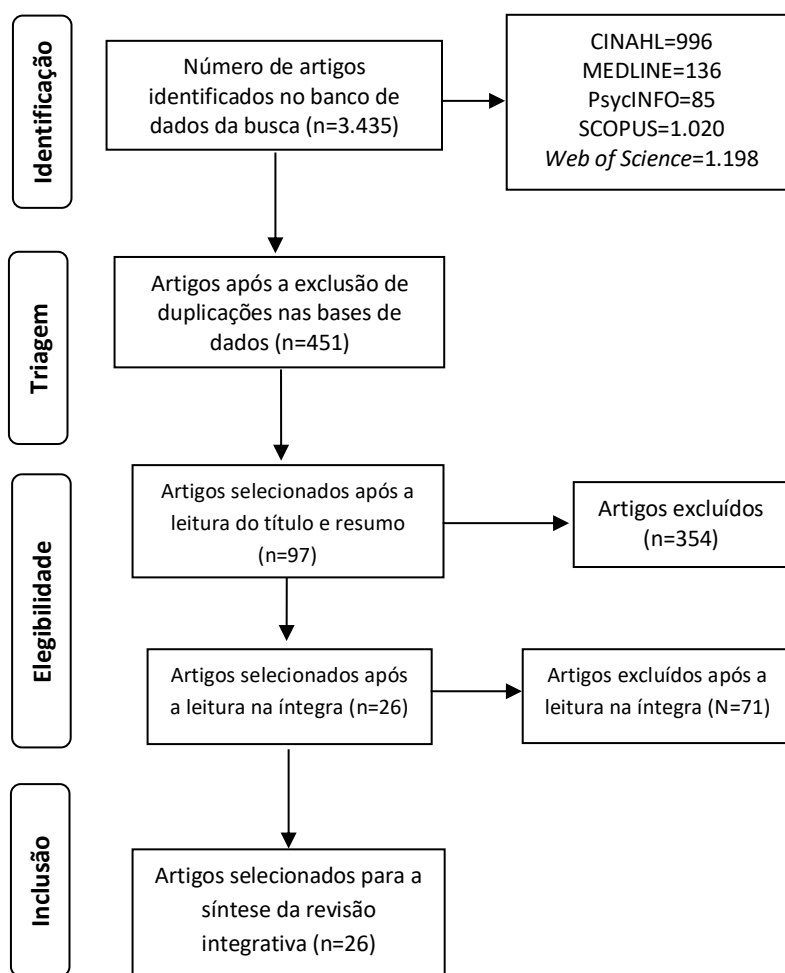 Identificação
Número de artigos
identificados no banco de
dados da busca (n=3.435)
CINAHL=996
MEDLINE=136
PsycINFO=85
SCOPUS=1.020
Web of Science=1.198
Triagem
Artigos após a exclusão de
duplicações nas bases de
dados (n=451)
Elegibilidade
Artigos selecionados após a
leitura do título e resumo
(n=97)
Artigos excluídos
(n=354)
Artigos selecionados após
a leitura na íntegra (n=26)
Artigos excluídos após a
leitura na íntegra (N=71)
Inclusão
Artigos selecionados para a
síntese da revisão
integrativa (n=26)